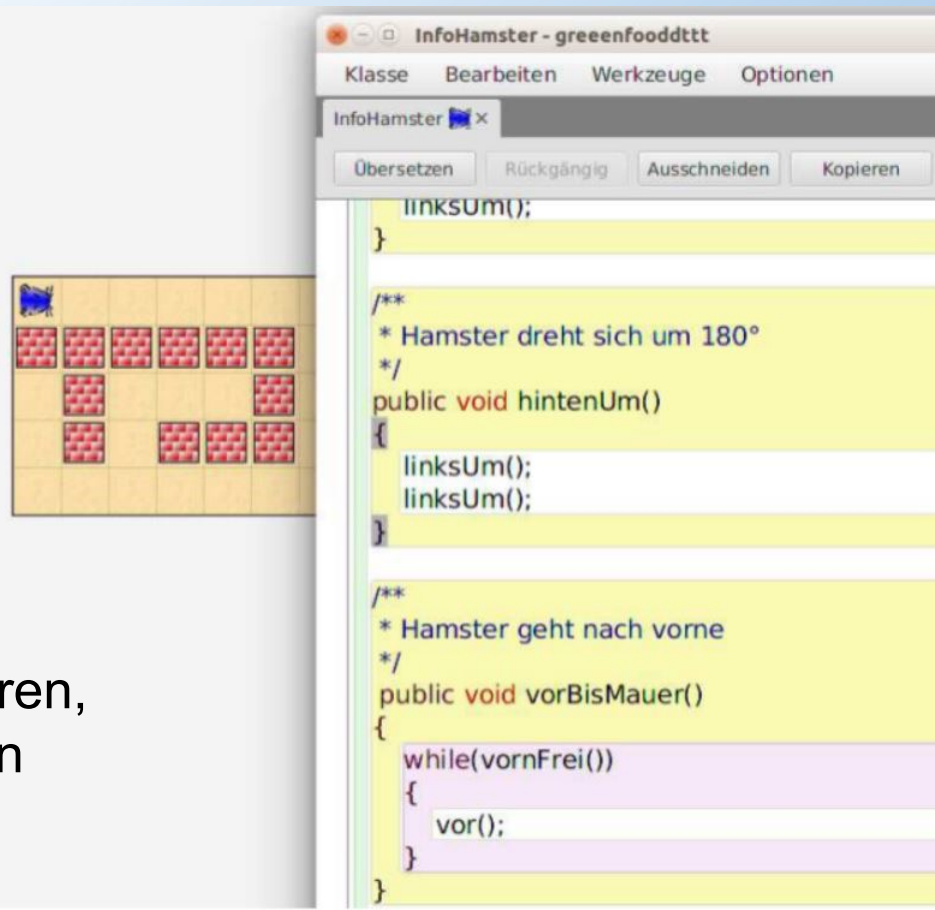 InfoHamster - greeenfooddttt
Klasse Bearbeiten Werkzeuge Optionen
InfoHamster ×
Übersetzen Rückgängig Ausschneiden Kopieren
linksUm();
}
/**
* Hamster dreht sich um 180°
*/
public void hintenUm()
{
linksUm();
linksUm();
}
/**
* Hamster geht nach vorne
*/
public void vorBisMauer()
{
while(vornFrei())
{
vor();
}
}
ren,
n